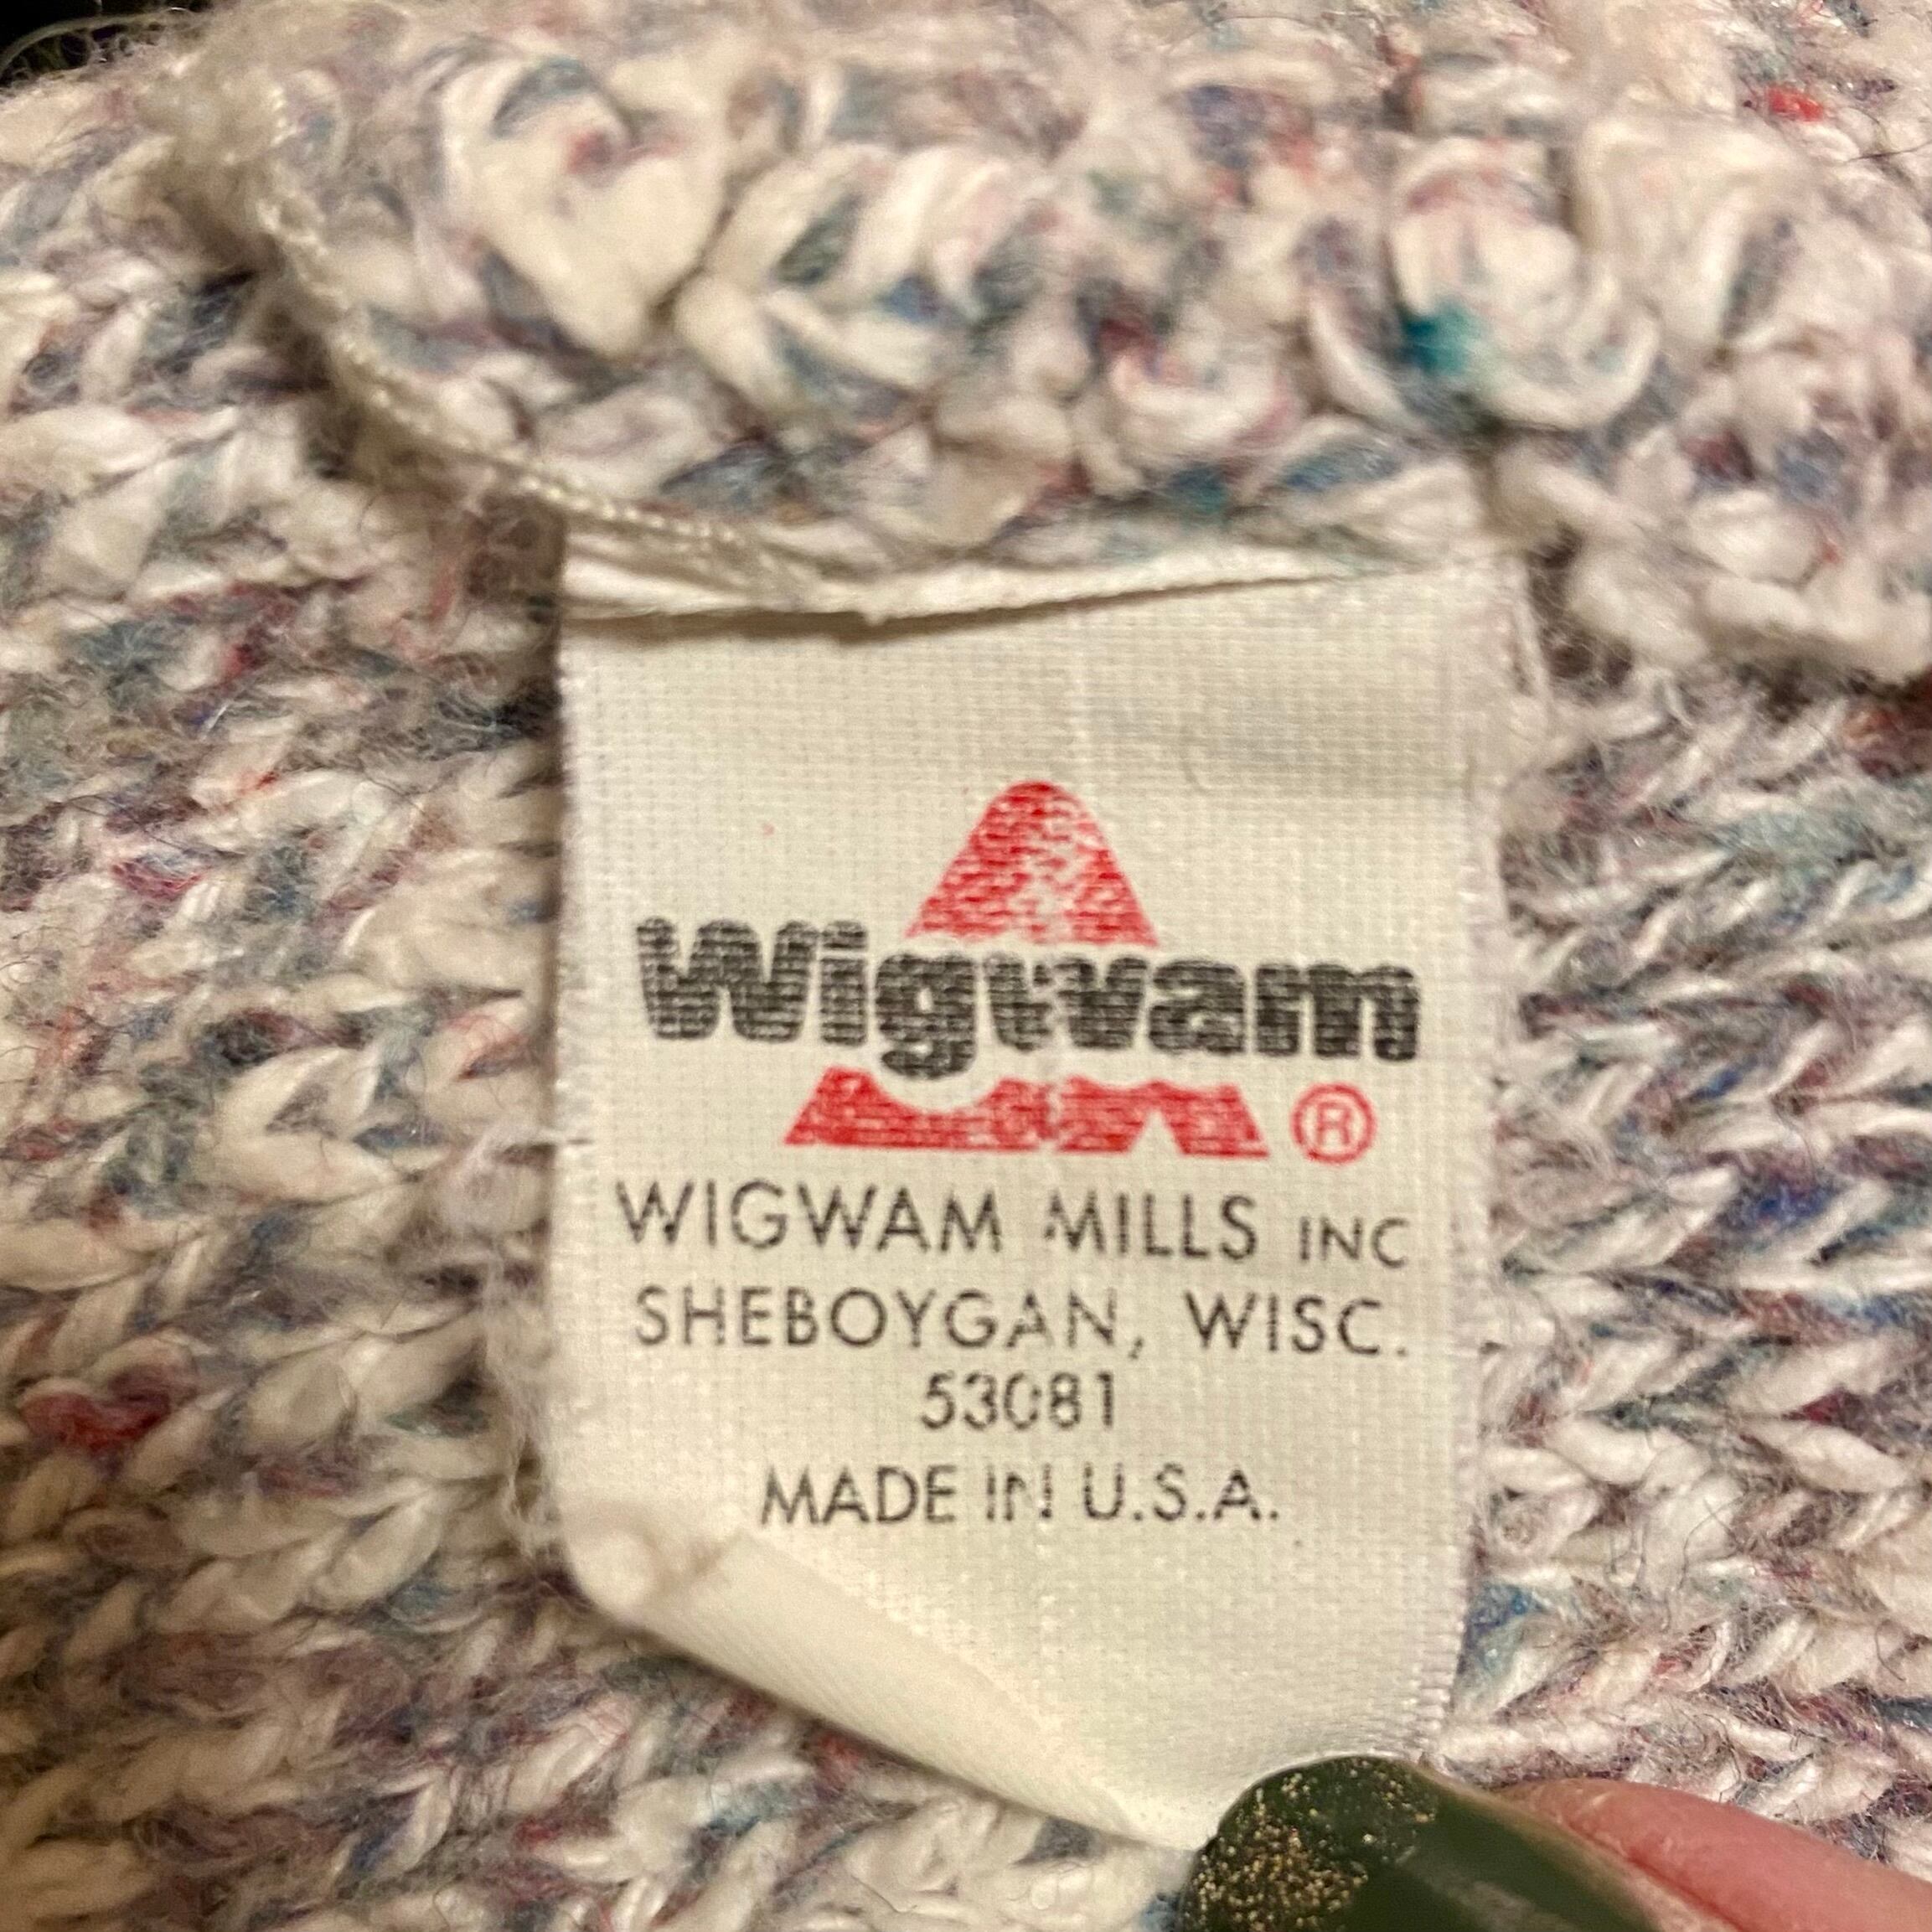 Wigwam
®
WIGWAM MILLS INC
SHEBOYGAN, WISC.
53081
MADE IN U.S.A.